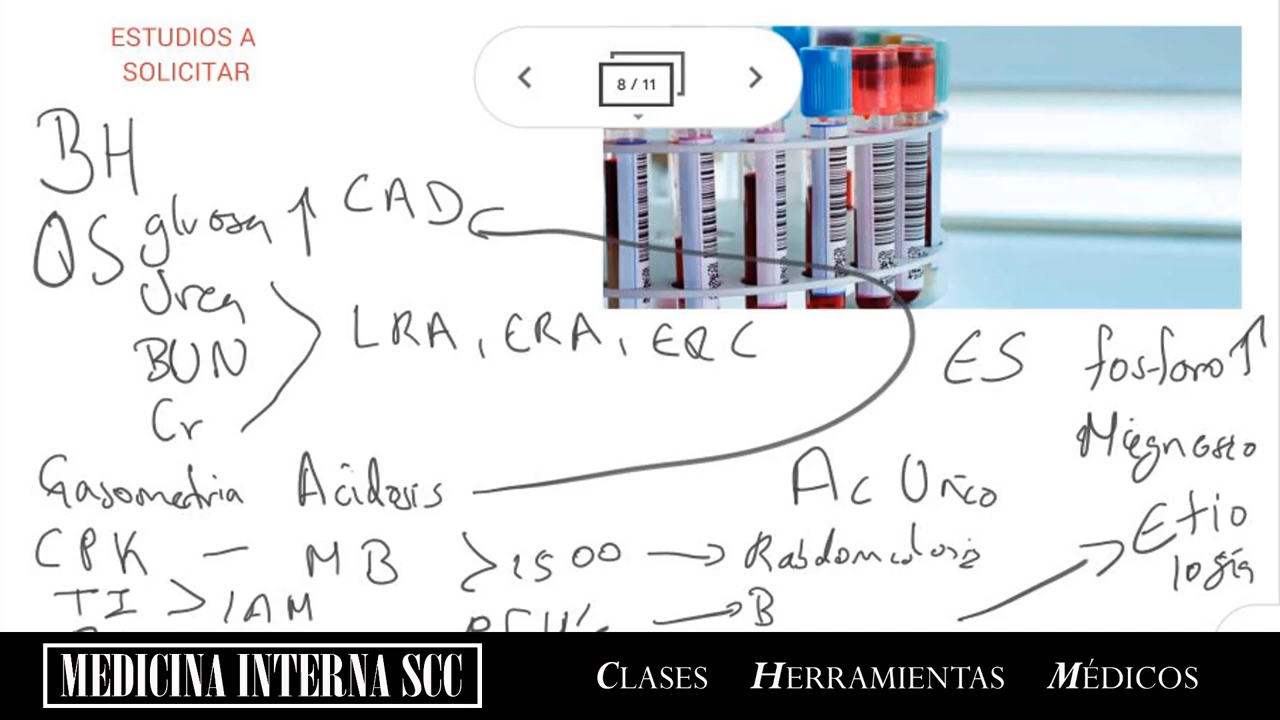 ESTUDIOS A
SOLICITAR
8 / 11
BH
QS glucosa ↑ CAD
Urea
BUN
Cr
LRA, ERA, ERC
ES fosforo ↑
Magnesio
Gasometria Acidosis
Ac Urico
CPK - MB >1500 → Rabdomiolosis
Etio
logía
TI > IAM
→ B
MEDICINA INTERNA SCC
CLASES HERRAMIENTAS MÉDICOS